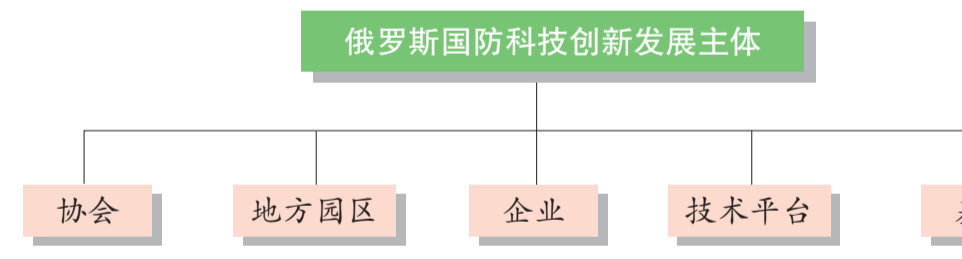 俄罗斯国防科技创新发展主体
协会
地方园区
企业
技术平台